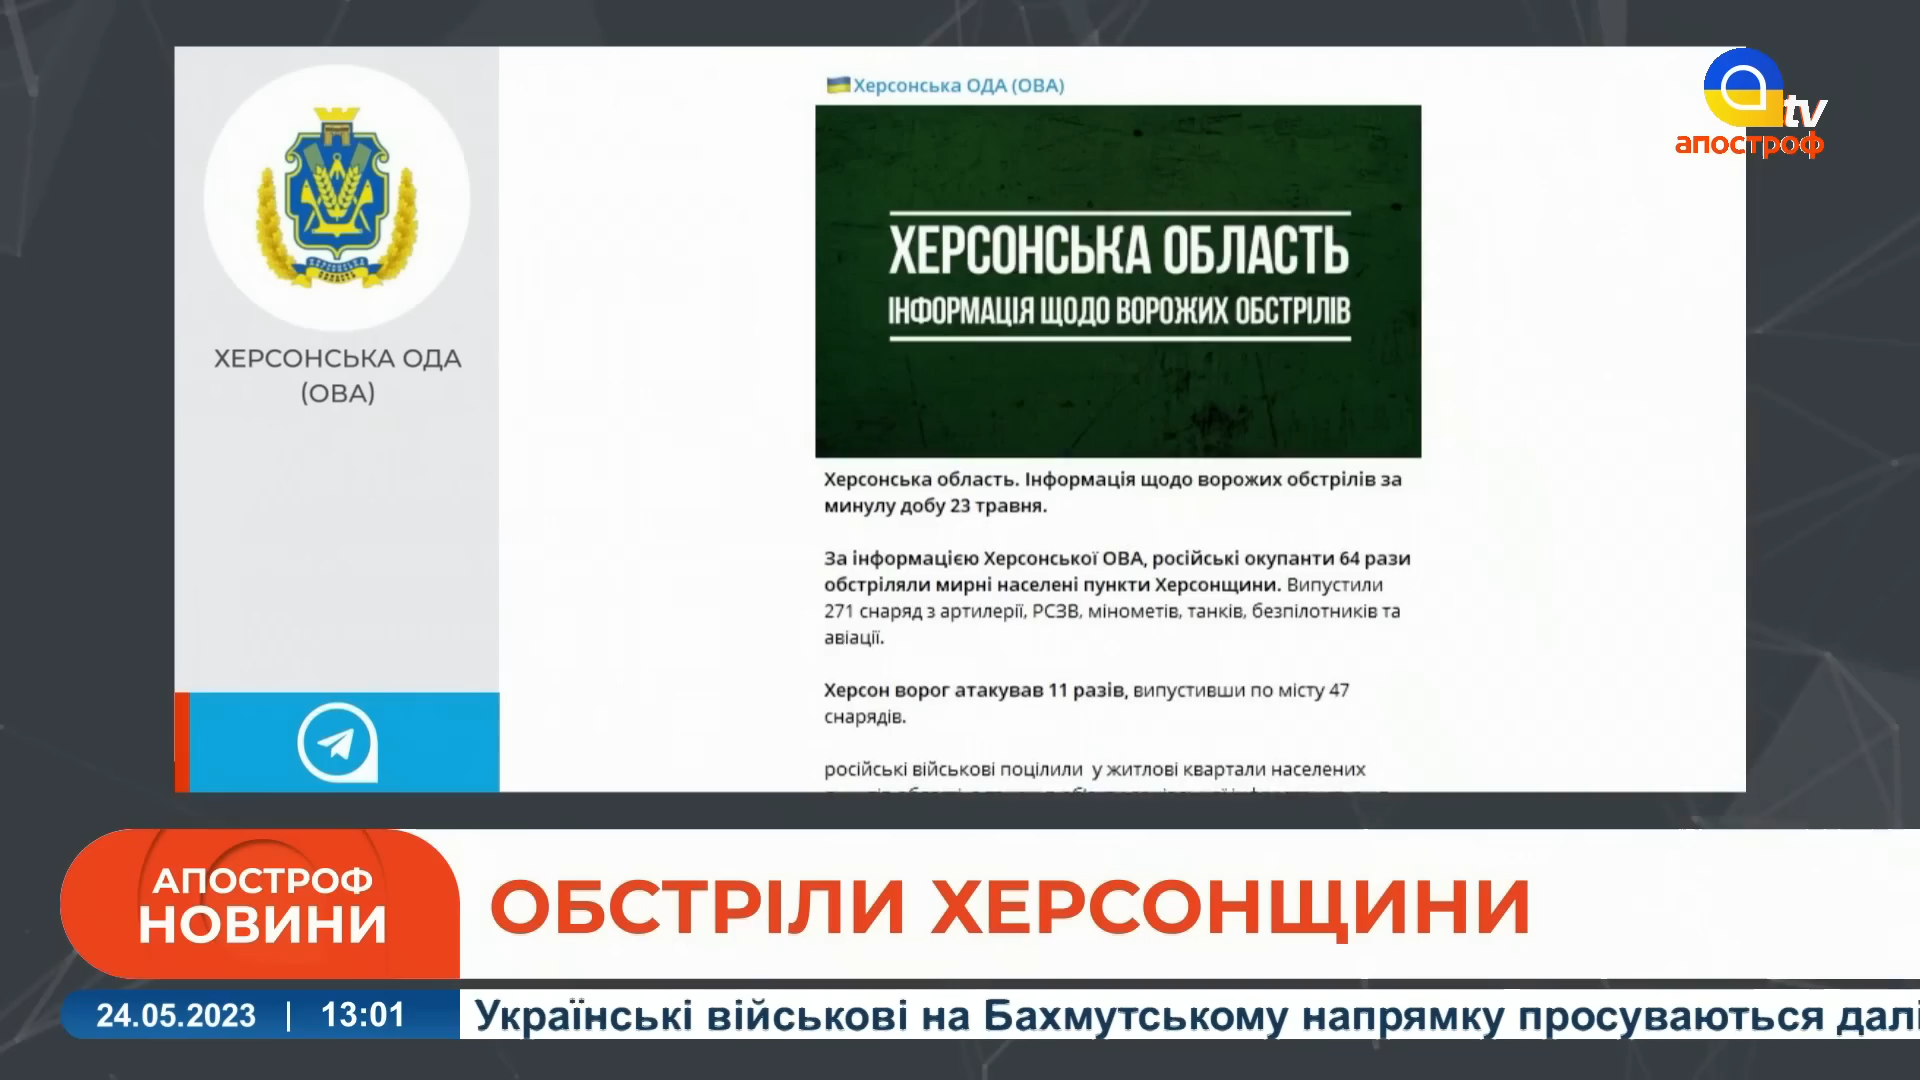 tv
апостроф
Херсонська ОДА (ОВА)
ХЕРСОНСЬКА ОБЛАСТЬ
ІНФОРМАЦІЯ ЩОДО ВОРОЖИХ ОБСТРІЛІВ
ХЕРСОНСЬКА ОДА
(ОВА)
Херсонська область. Інформація щодо ворожих обстрілів за
минулу добу 23 травня.
За інформацією Херсонської ОВА, російські окупанти 64 рази
обстріляли мирні населені пункти Херсонщини. Випустили
271 снаряд з артилерії, РСЗВ, мінометів, танків, безпілотників та
авіації.
Херсон ворог атакував 11 разів, випустивши по місту 47
снарядів.
російські військові поцілили у житлові квартали населених
АПОСТРОФ
НОВИНИ
ОБСТРІЛИ ХЕРСОНЩИНИ
24.05.2023 | 13:01
Українські військові на Бахмутському напрямку просуваються далі